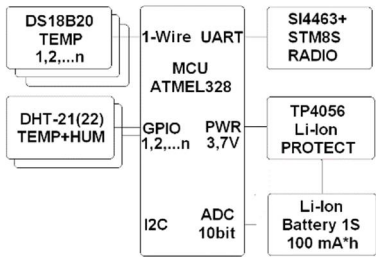 DS18B20
TEMP
1,2,...n
DHT-21(22)
TEMP+HUM
1-Wire UART
MCU
ATMEL328
GPIO PWR
1,2,...n 3,7V
I2C ADC
10bit
SI4463+
STM8S
RADIO
TP4056
Li-Ion
PROTECT
Li-Ion
Battery 1S
100 mA*h